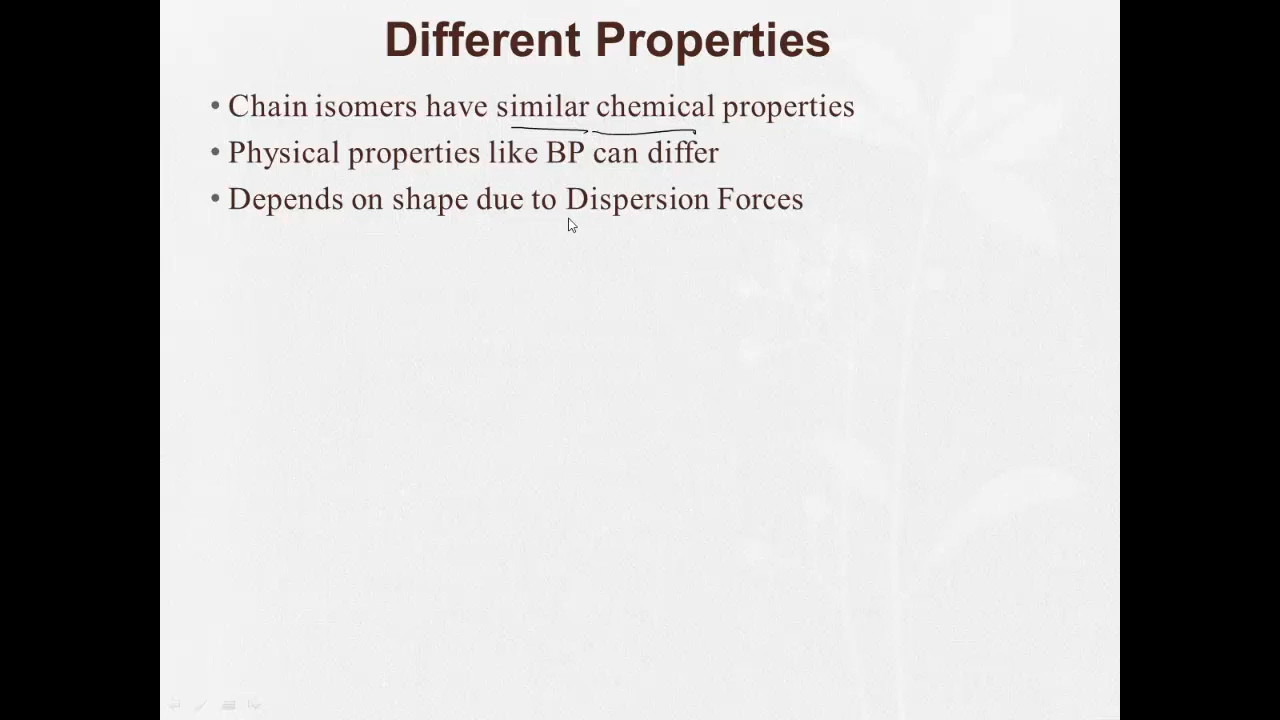 Different Properties
• Chain isomers have similar chemical properties
• Physical properties like BP can differ
• Depends on shape due to Dispersion Forces